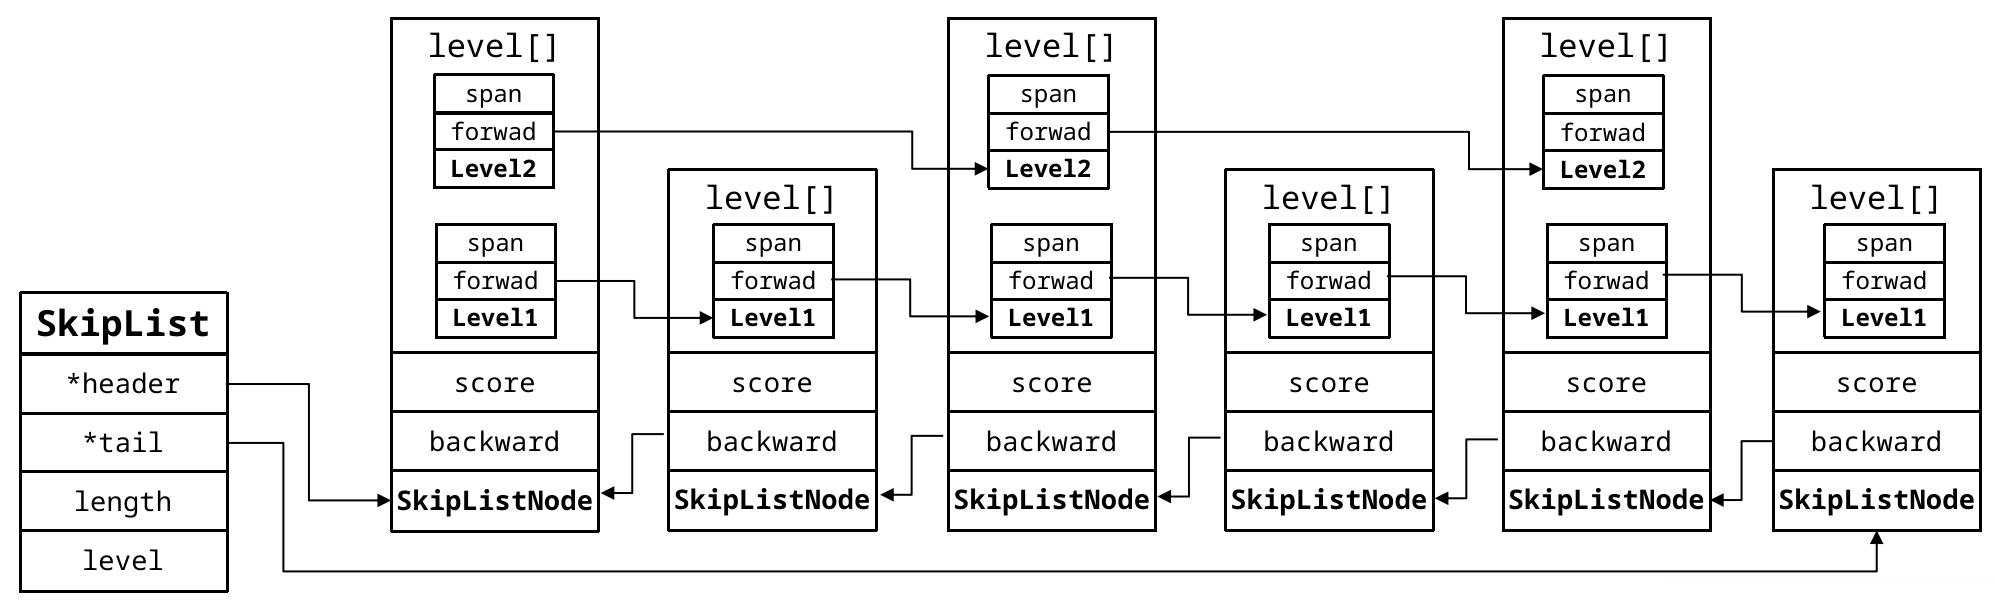 SkipList
*header
*tail
length
level
level[]
span
forwad
Level2
span
forwad
Level1
score
backward
SkipListNode
level[]
span
forwad
Level1
score
backward
SkipListNode
level[]
span
forwad
Level2
span
forwad
Level1
score
backward
SkipListNode
level[]
span
forwad
Level1
score
backward
SkipListNode
level[]
span
forwad
Level2
span
forwad
Level1
score
backward
SkipListNode
level[]
span
forwad
Level1
score
backward
SkipListNode